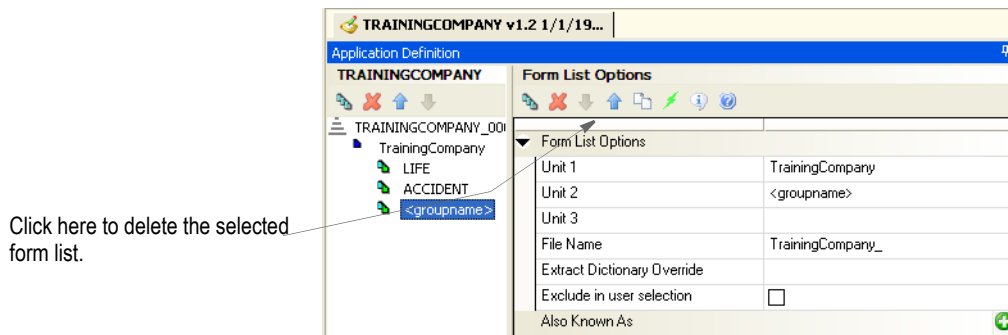 TRAININGCOMPANY v1.2 1/1/19...
Application Definition
TRAININGCOMPANY
Form List Options
TRAININGCOMPANY_00
TrainingCompany
LIFE
ACCIDENT
<groupname>
Form List Options
Unit 1 TrainingCompany
Unit 2 <groupname>
Unit 3
File Name TrainingCompany_
Extract Dictionary Override
Exclude in user selection
Also Known As
Click here to delete the selected
form list.